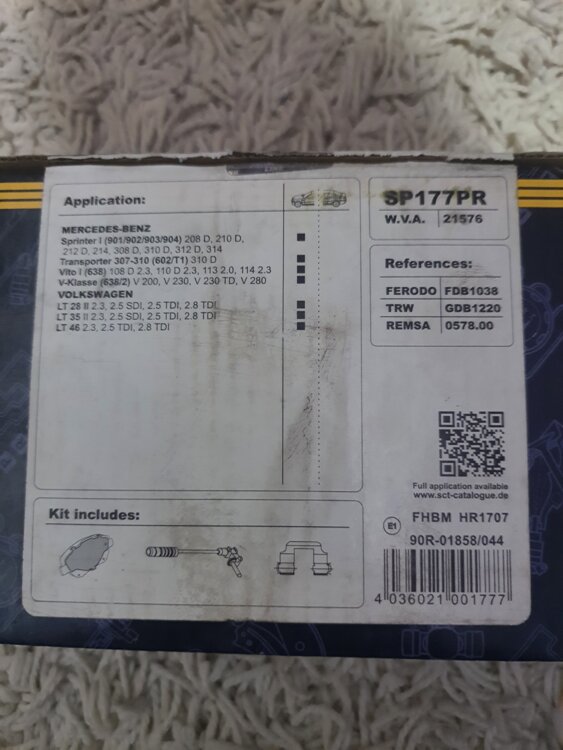 Application:
MERCEDES-BENZ
Sprinter I (901/902/903/904) 208 D, 210 D,
212 D, 214, 308 D, 310 D, 312 D, 314
Transporter 307-310 (602/T1) 310 D
Vito I (638) 108 D 2.3, 110 D 2.3, 113 2.0, 114 2.3
V-Klasse (638/2) V 200, V 230, V 230 TD, V 280
VOLKSWAGEN
LT 28 II 2.3, 2.5 SDI, 2.5 TDI, 2.8 TDI
LT 35 II 2.3, 2.5 SDI, 2.5 TDI, 2.8 TDI
LT 46 2.3, 2.5 TDI, 2.8 TDI
Kit includes:
SP177PR
W.V.A. 21576
References:
FERODO FDB1038
TRW GDB1220
REMSA 0578.00
Full application available
www.sct-catalogue.de
E1 FHBM HR1707
90R-01858/044
4 036021 001777